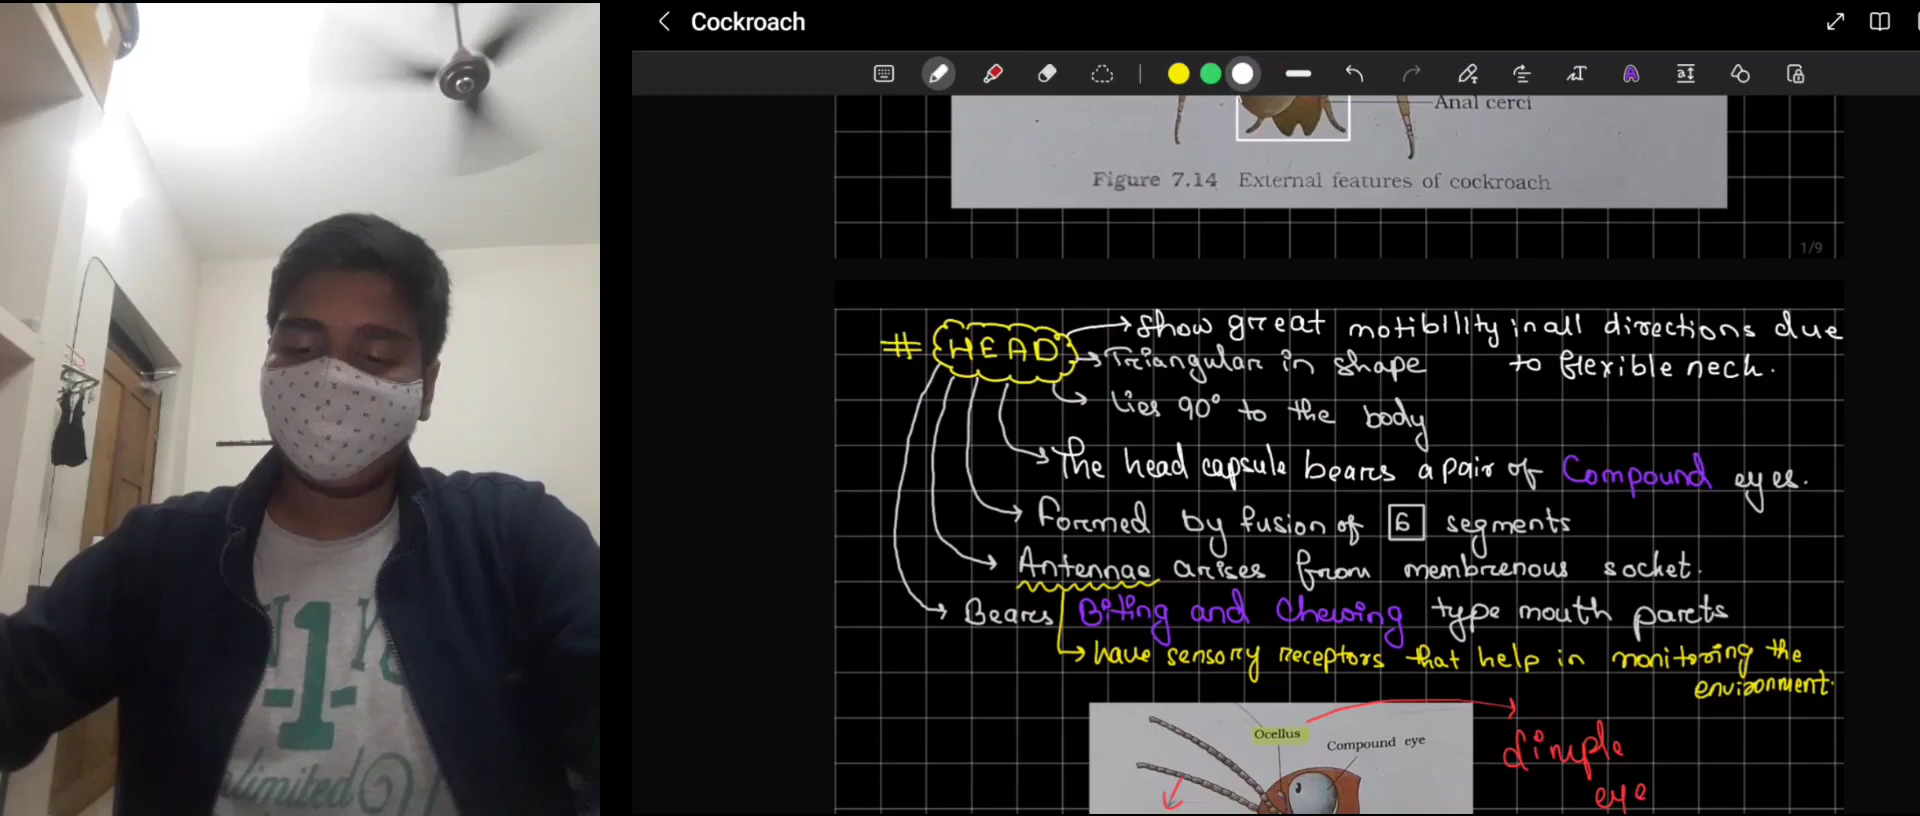 Cockroach
Anal cerci
Figure 7.14 External features of cockroach
1/9
# HEAD
Show great motibility in all directions due
to flexible neck.
Triangular in shape
Lies 90° to the body
The head capsule bears a pair of Compound eyes.
Formed by fusion of 6 segments
Antennae arises from membrenous socket.
Bears Biting and Chewing type mouth parts
have sensory receptors that help in monitoring the
environment.
Ocellus
Compound eye
Simple
eye
-1-